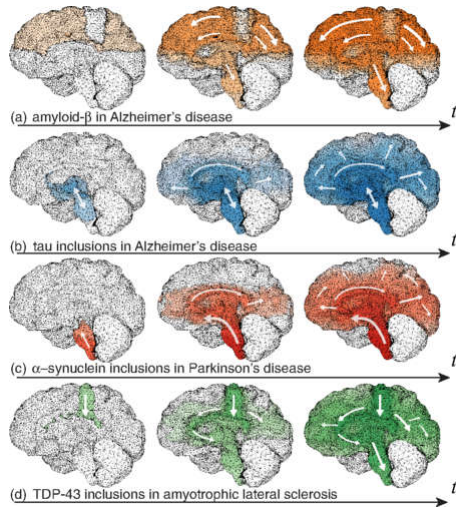 (a) amyloid-β in Alzheimer's disease
t
(b) tau inclusions in Alzheimer's disease
t
(c) α-synuclein inclusions in Parkinson's disease
t
(d) TDP-43 inclusions in amyotrophic lateral sclerosis
t